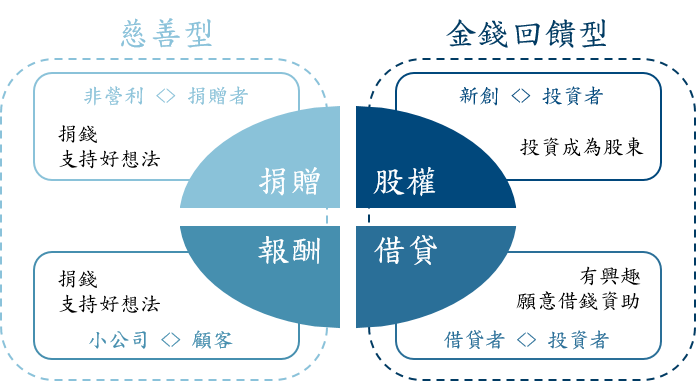 慈善型
金錢回饋型
非營利 <> 捐贈者
捐錢
支持好想法
捐贈
新創 <> 投資者
投資成為股東
股權
報酬
捐錢
支持好想法
小公司 <> 顧客
借貸
有興趣
願意借錢資助
借貸者 <> 投資者